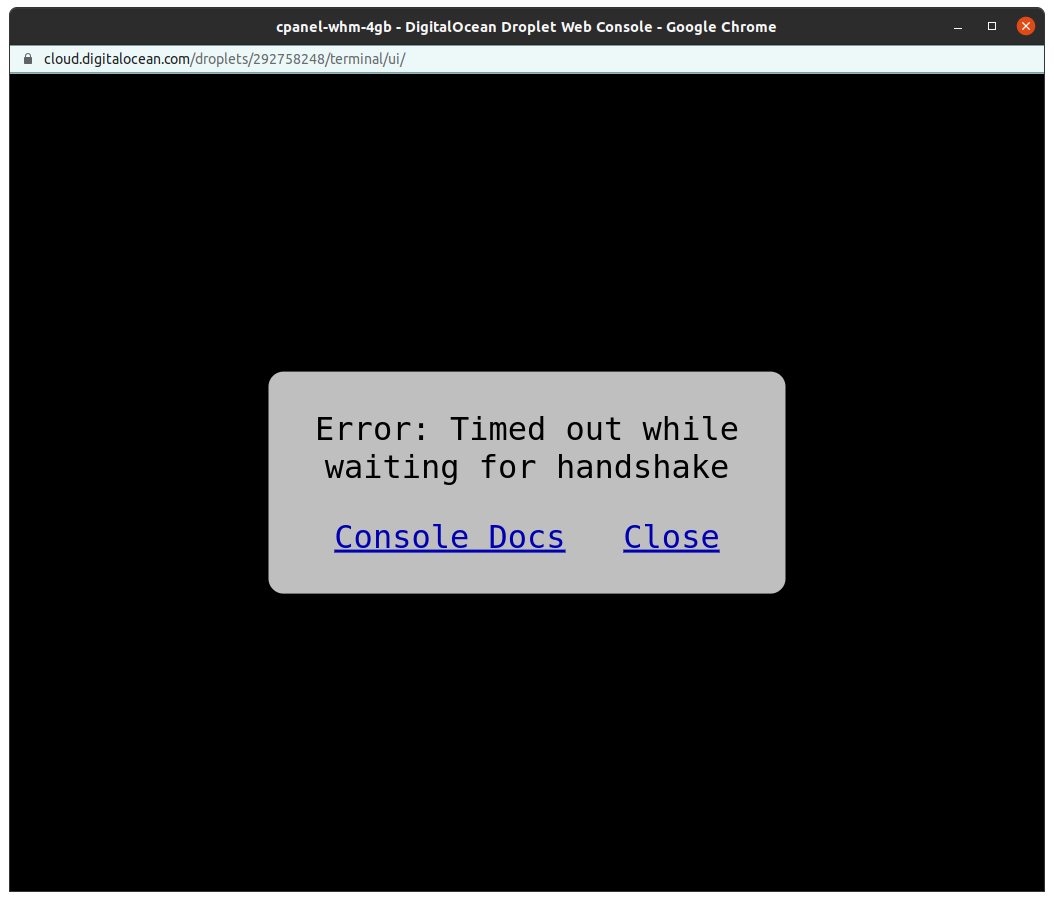 cpanel-whm-4gb - DigitalOcean Droplet Web Console - Google Chrome
cloud.digitalocean.com/droplets/292758248/terminal/ui/
Error: Timed out while
waiting for handshake
Console Docs Close